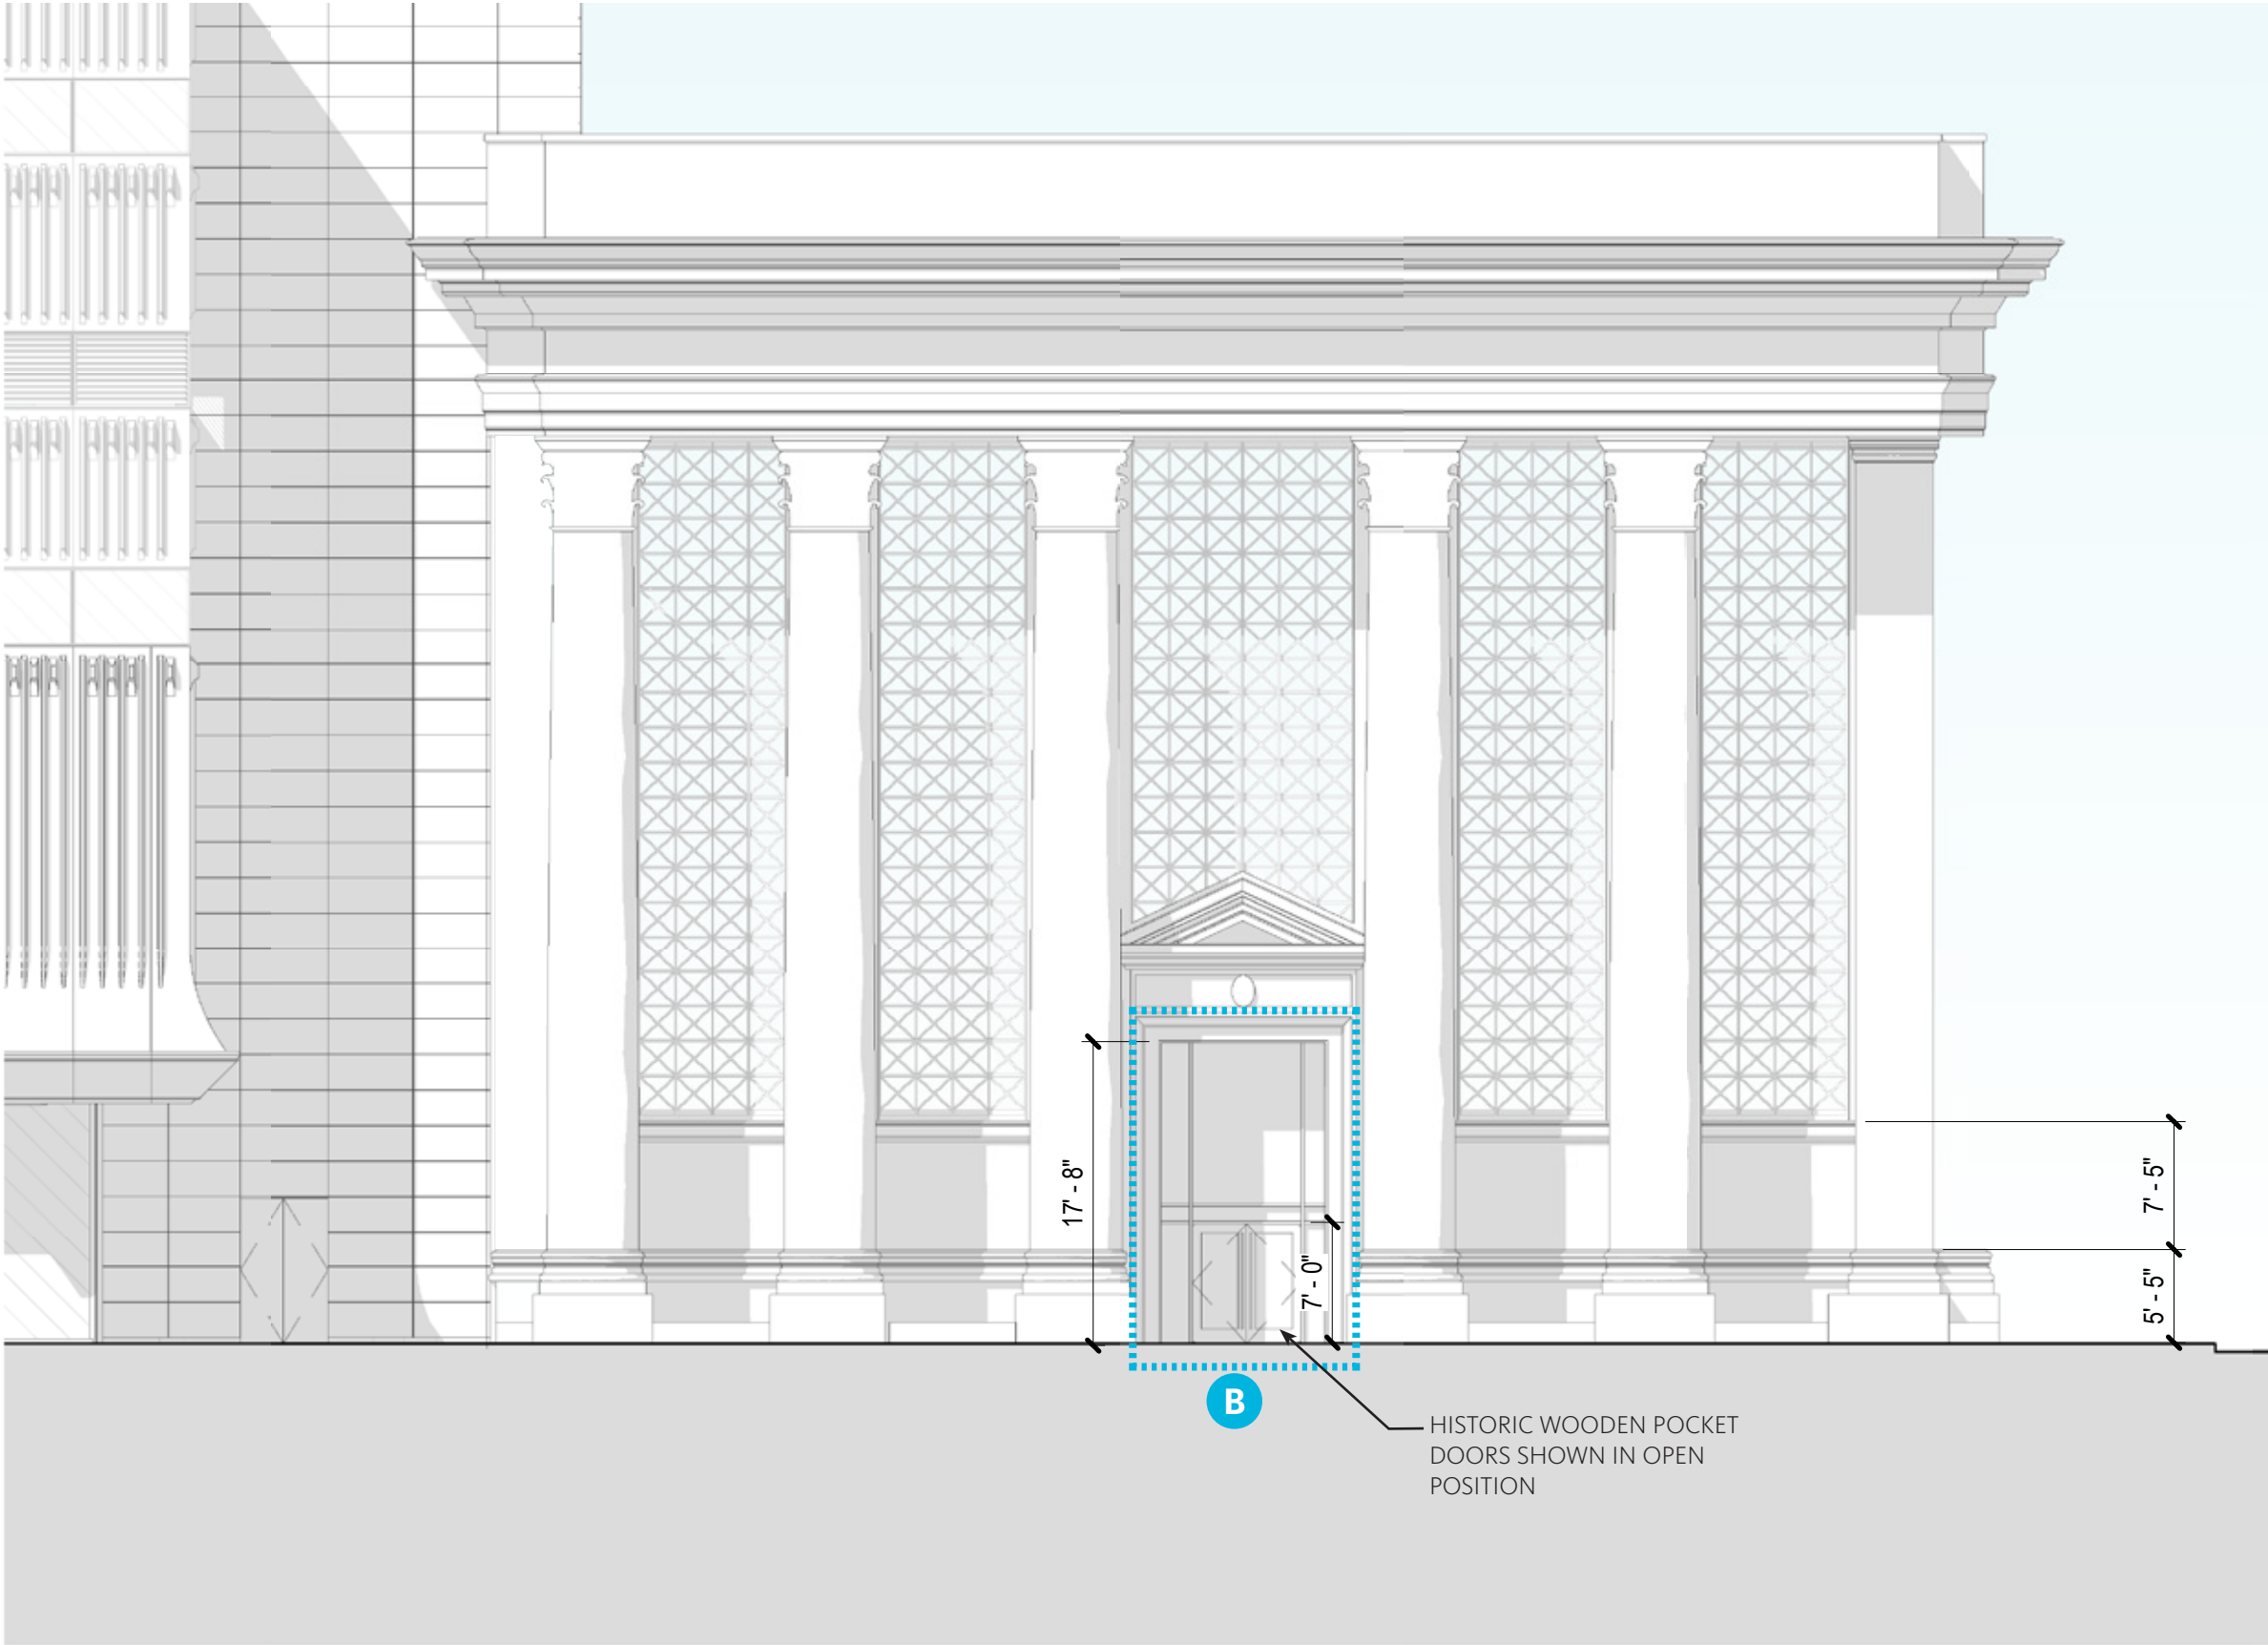 17' - 8"
7' - 5"
7' - 0"
5' - 5"
B
HISTORIC WOODEN POCKET
DOORS SHOWN IN OPEN
POSITION